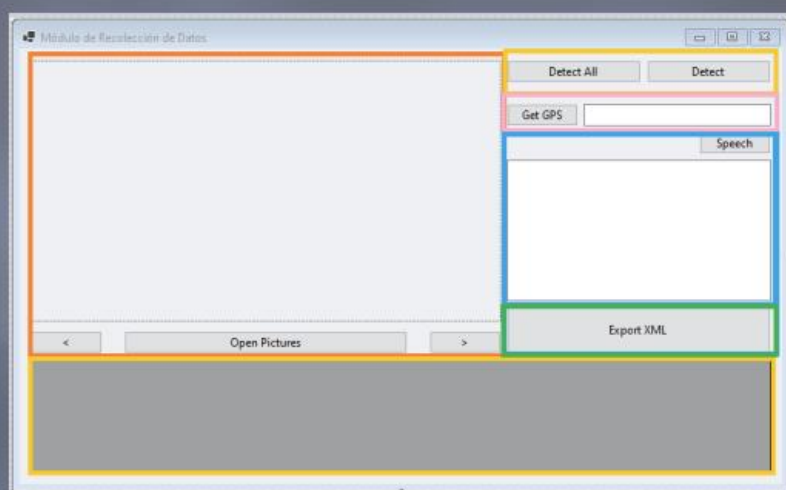 Módulo de Recolección de Datos
Detect All
Detect
Get GPS
Speech
Export XML
<
Open Pictures
>